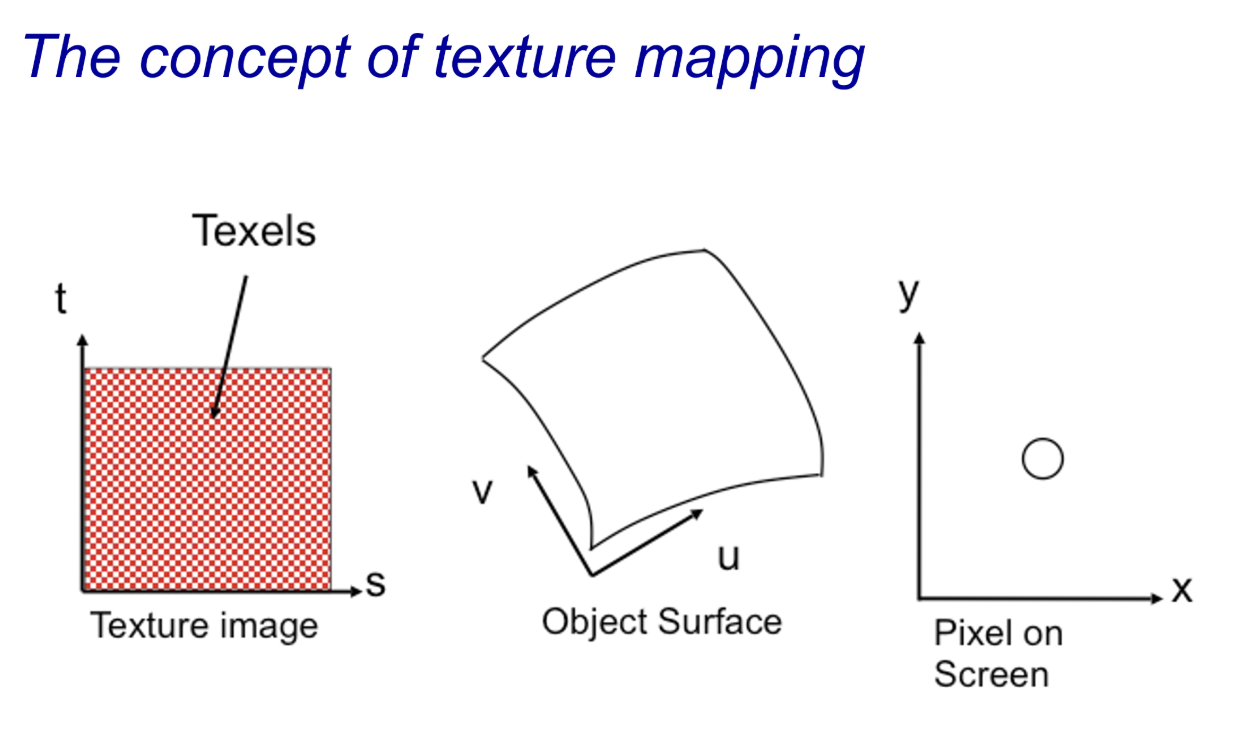 The concept of texture mapping
Texels
t
s
Texture image
v
u
Object Surface
y
x
Pixel on
Screen